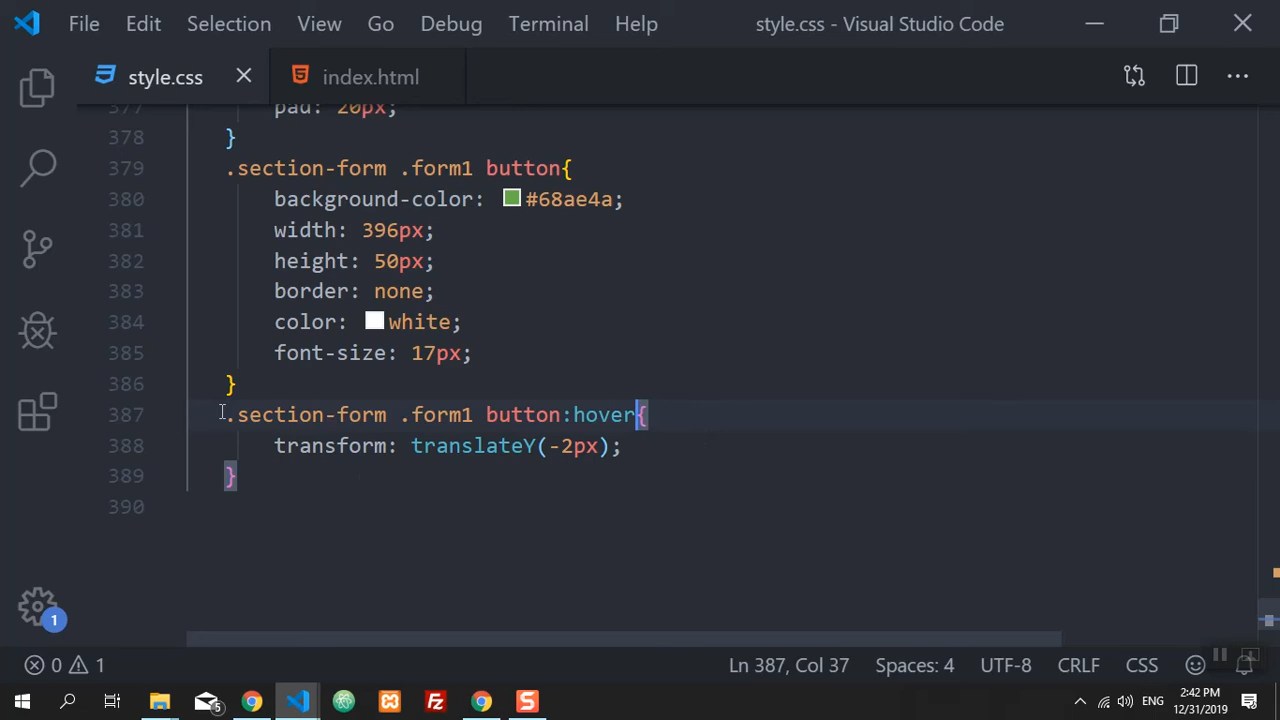 File Edit Selection View Go Debug Terminal Help style.css - Visual Studio Code
style.css index.html
377 pad: 20px;
378 }
379 .section-form .form1 button{
380 background-color: #68ae4a;
381 width: 396px;
382 height: 50px;
383 border: none;
384 color: white;
385 font-size: 17px;
386 }
387 .section-form .form1 button:hover{
388 transform: translateY(-2px);
389 }
390
1
0 1 Ln 387, Col 37 Spaces: 4 UTF-8 CRLF CSS
5 ENG 2:42 PM
12/31/2019